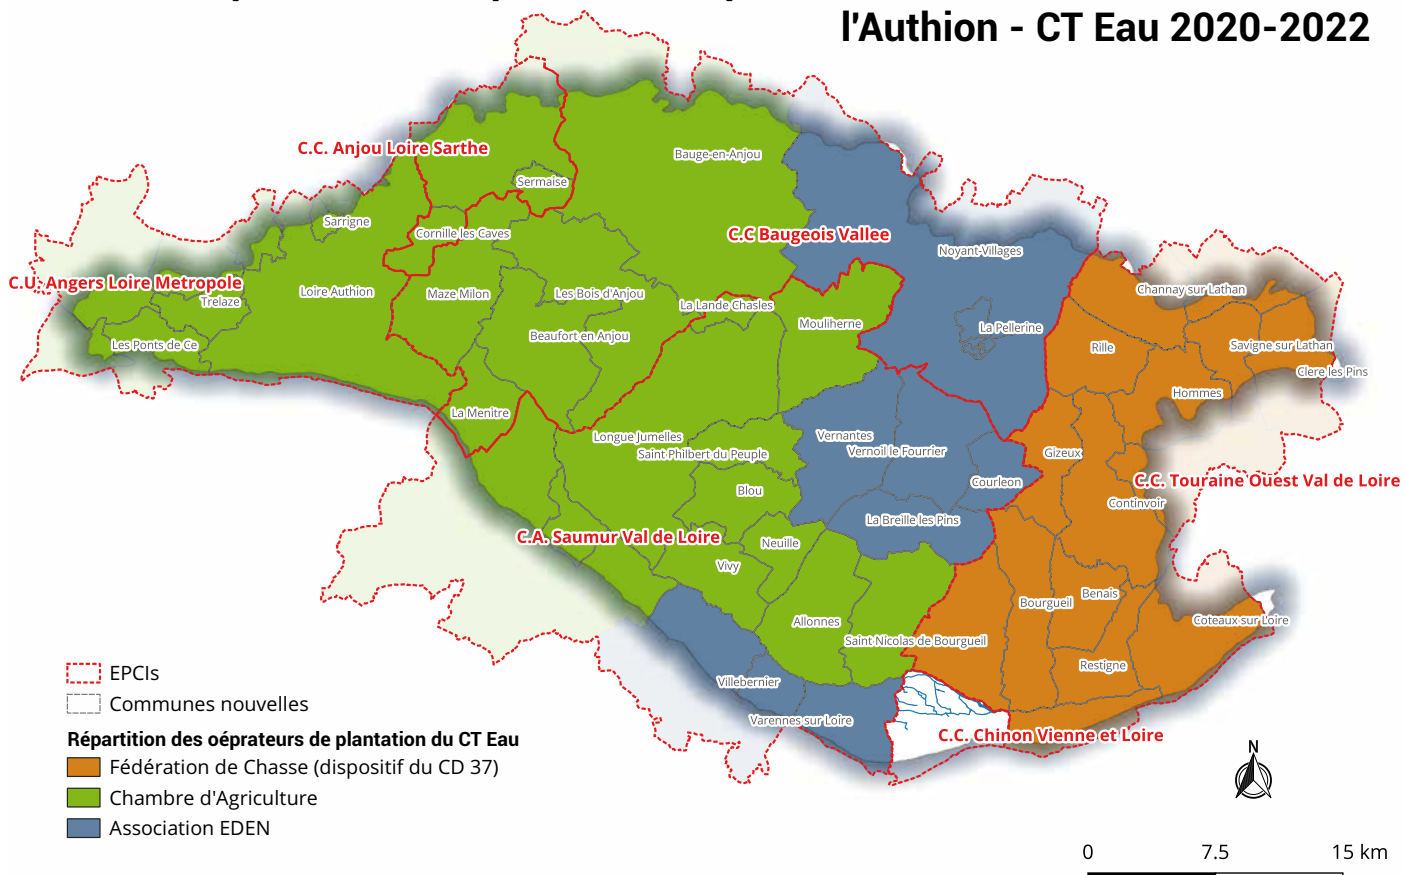 l'Authion - CT Eau 2020-2022
C.C. Anjou Loire Sarthe
Bauge-en-Anjou
Sermaise
Sarrigne
Cornille les Caves
C.C Baugeois Vallee
Noyant-Villages
C.U. Angers Loire Metropole
Trelaze
Loire Authion
Maze Milon
Les Bois d'Anjou
La Lande Chasles
Channay sur Lathan
Mouliherne
La Pellerine
Beaufort en Anjou
Les Ponts de Ce
Rille
Savigne sur Lathan
Clere les Pins
Hommes
La Menitre
Longue Jumelles
Vernantes
Vernoil le Fourrier
Saint Philbert du Peuple
Gizeux
C.C. Touraine Ouest Val de Loire
Courleon
Blou
Continvoir
La Breille les Pins
C.A. Saumur Val de Loire
Neuille
Vivy
Benais
Bourgueil
Allonnes
Coteaux sur Loire
Saint Nicolas de Bourgueil
Restigne
Villebernier
Varennes sur Loire
C.C. Chinon Vienne et Loire
EPCIs
Communes nouvelles
Répartition des oéprateurs de plantation du CT Eau
Fédération de Chasse (dispositif du CD 37)
Chambre d'Agriculture
Association EDEN
N
0 7.5 15 km